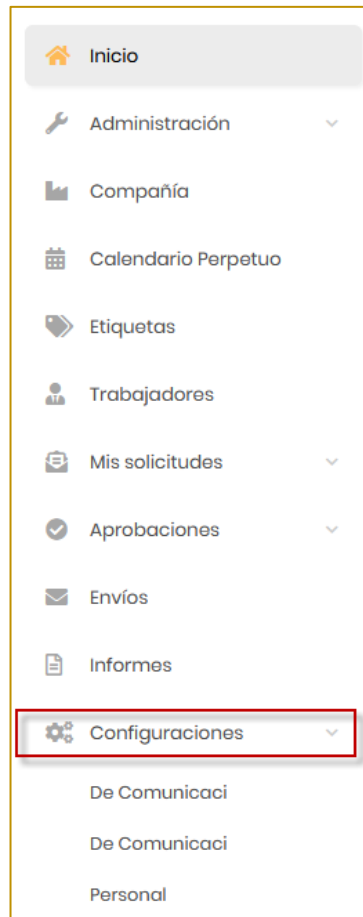 Inicio
Administración
Compañía
Calendario Perpetuo
Etiquetas
Trabajadores
Mis solicitudes
Aprobaciones
Envíos
Informes
Configuraciones
De Comunicaci
De Comunicaci
Personal